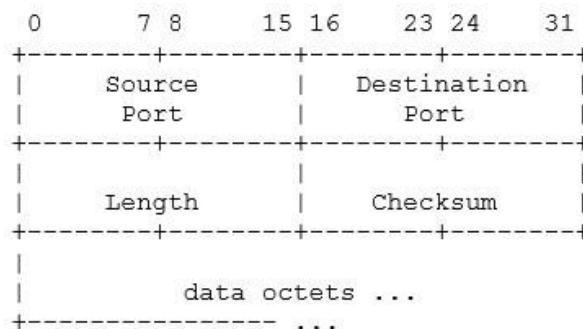 0 7 8 15 16 23 24 31
Source Destination
Port Port
Length Checksum
data octets ...
...